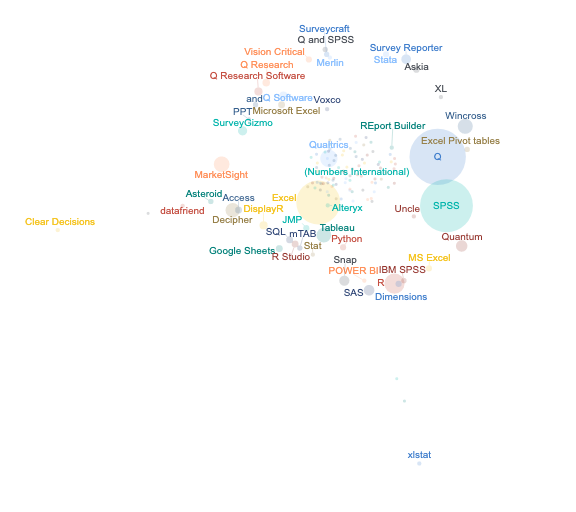 Surveycraft
Q and SPSS
Vision Critical
Survey Reporter
Merlin
Stata
Q Research
Askia
Q Research Software
XL
and
Q Software
Voxco
PPT
Microsoft Excel
Wincross
SurveyGizmo
REport Builder
Excel Pivot tables
Qualtrics
Q
(Numbers International)
MarketSight
Asteroid
Access
Excel
SPSS
datafriend
DisplayR
Alteryx
Uncle
Decipher
JMP
Clear Decisions
Tableau
SQL
mTAB
Python
Quantum
Stat
Google Sheets
R Studio
Snap
MS Excel
POWER BI
IBM SPSS
R
SAS
Dimensions
xlstat